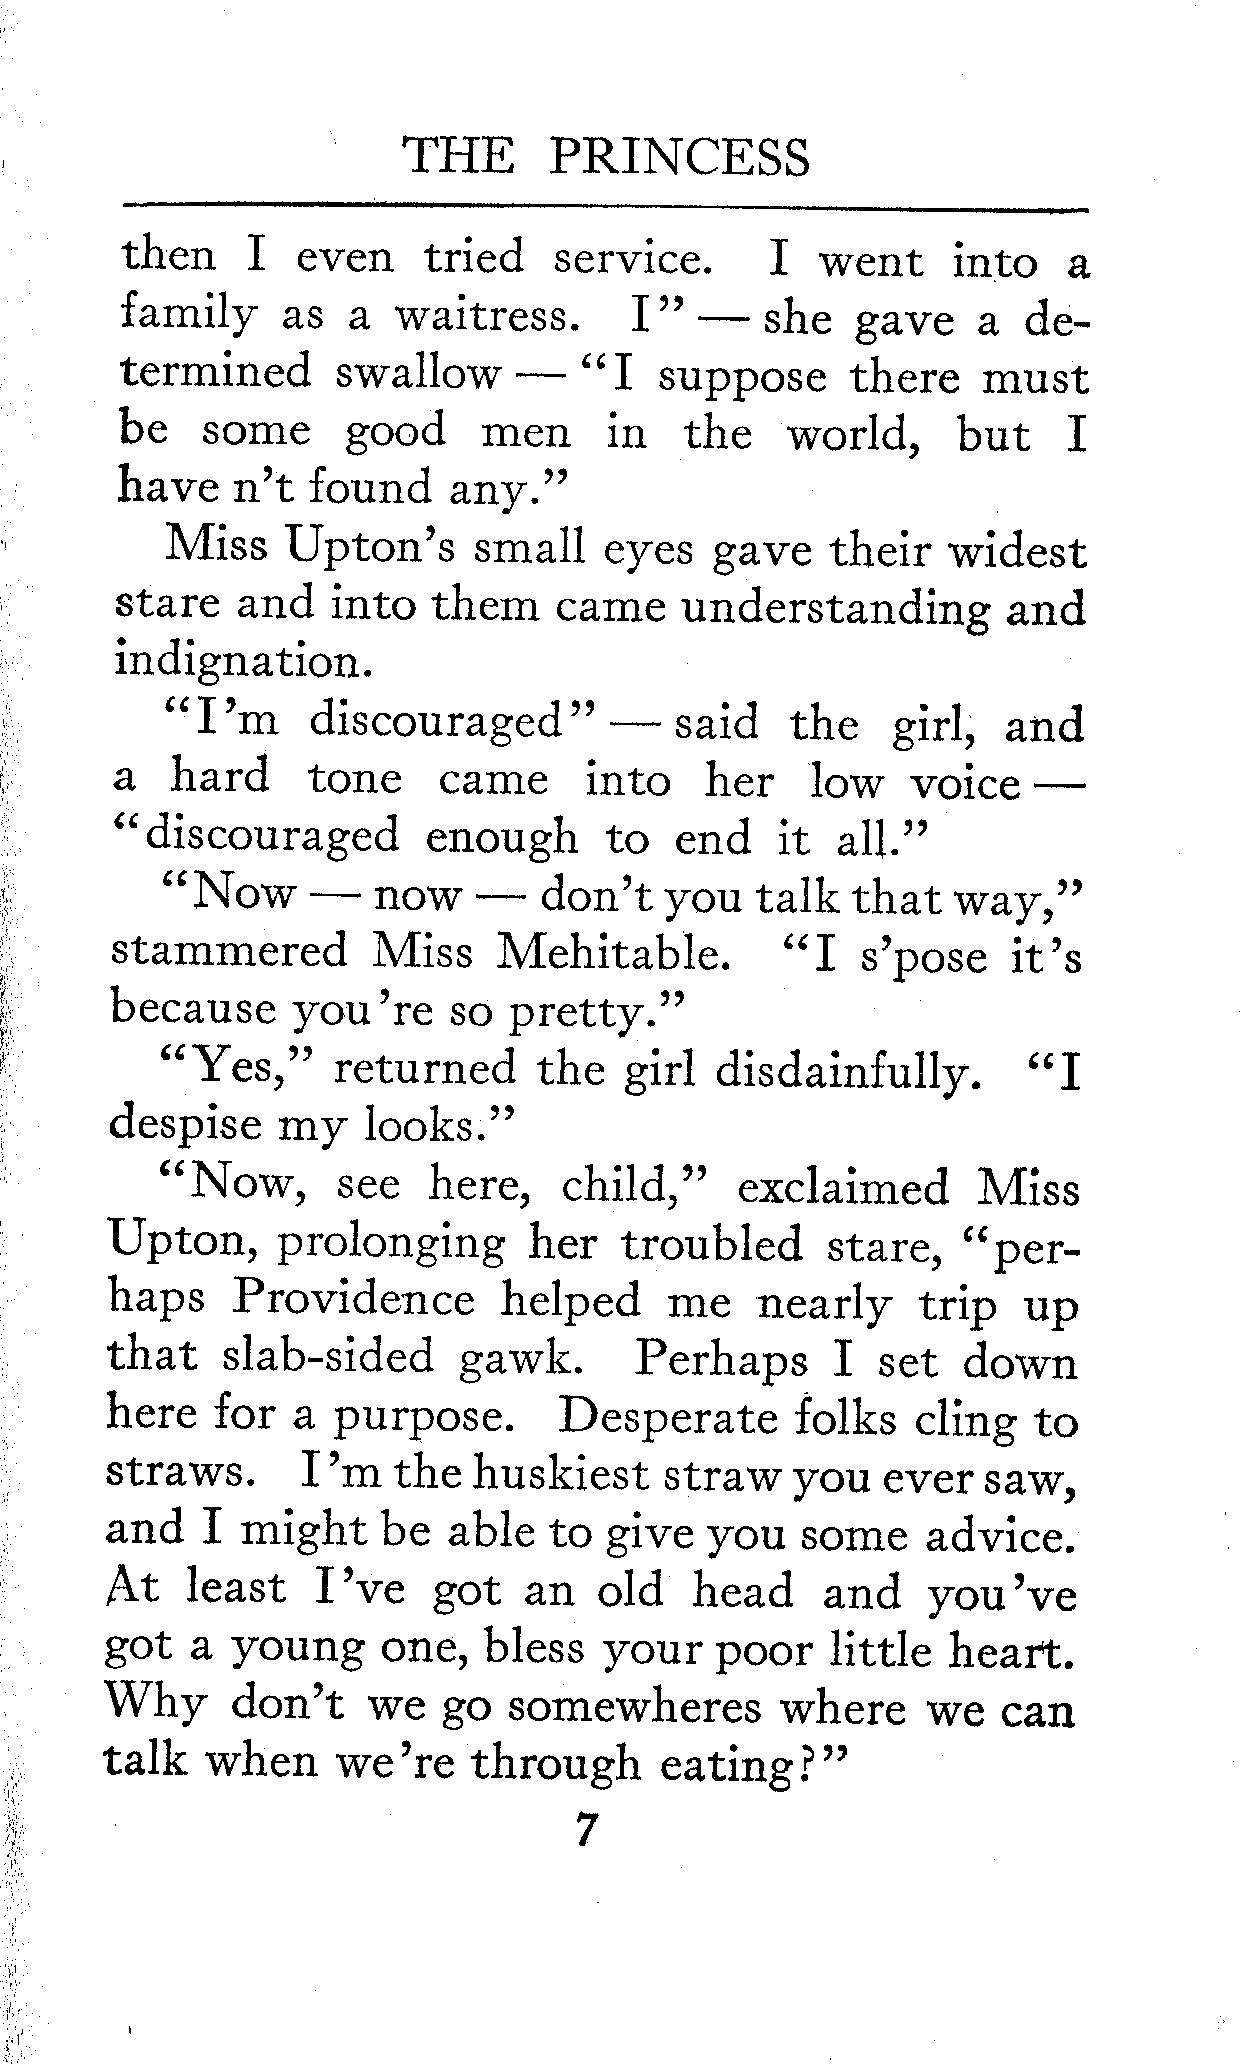 THE PRINCESS
then I even tried service. I went into a
family as a waitress. I” — she gave a de-
termined swallow — “I suppose there must
be some good men in the world, but I
have n’t found any.”
Miss Upton’s small eyes gave their widest
stare and into them came understanding and
indignation.
“I’m discouraged” — said the girl, and
a hard tone came into her low voice —
“discouraged enough to end it all.”
“Now — now — don’t you talk that way,”
stammered Miss Mehitable. “I s’pose it’s
because you’re so pretty.”
“Yes,” returned the girl disdainfully. “I
despise my looks.”
“Now, see here, child,” exclaimed Miss
Upton, prolonging her troubled stare, “per-
haps Providence helped me nearly trip up
that slab-sided gawk. Perhaps I set down
here for a purpose. Desperate folks cling to
straws. I’m the huskiest straw you ever saw,
and I might be able to give you some advice.
At least I’ve got an old head and you’ve
got a young one, bless your poor little heart.
Why don’t we go somewheres where we can
talk when we’re through eating?”
7